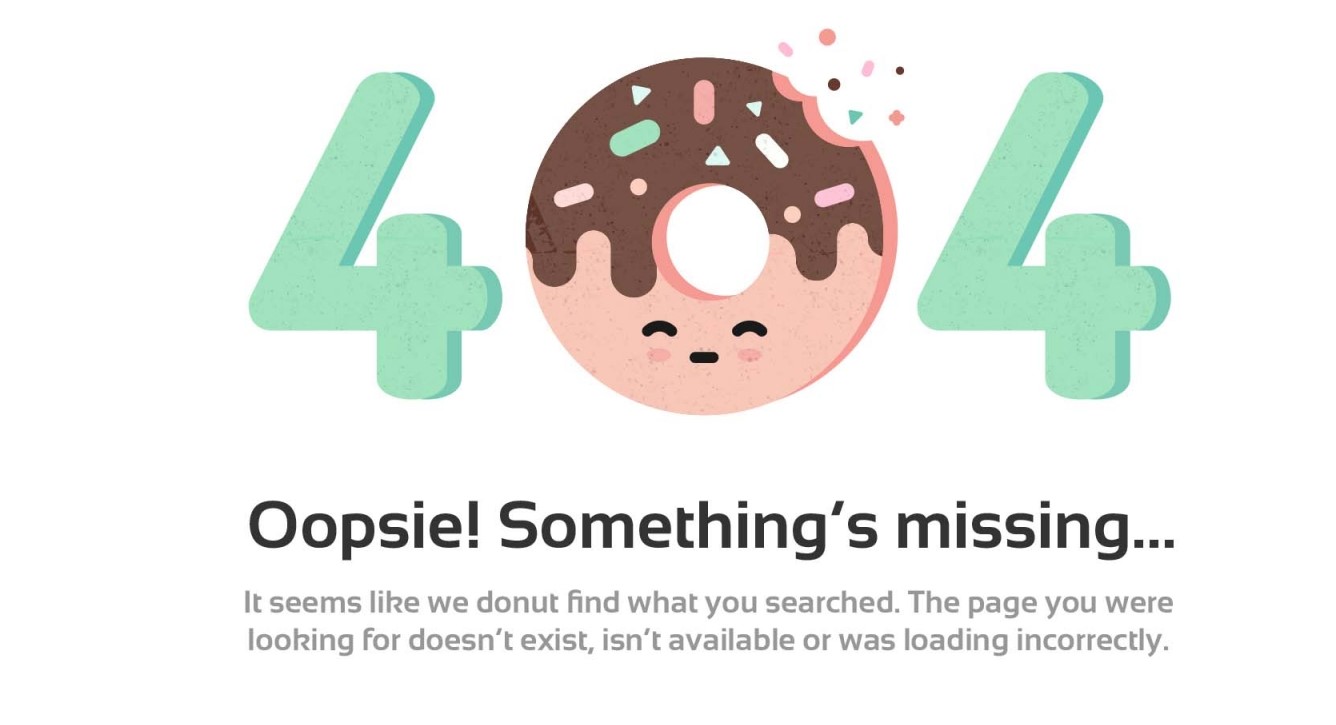 404
Oopsie! Something's missing...
It seems like we donut find what you searched. The page you were
looking for doesn't exist, isn't available or was loading incorrectly.